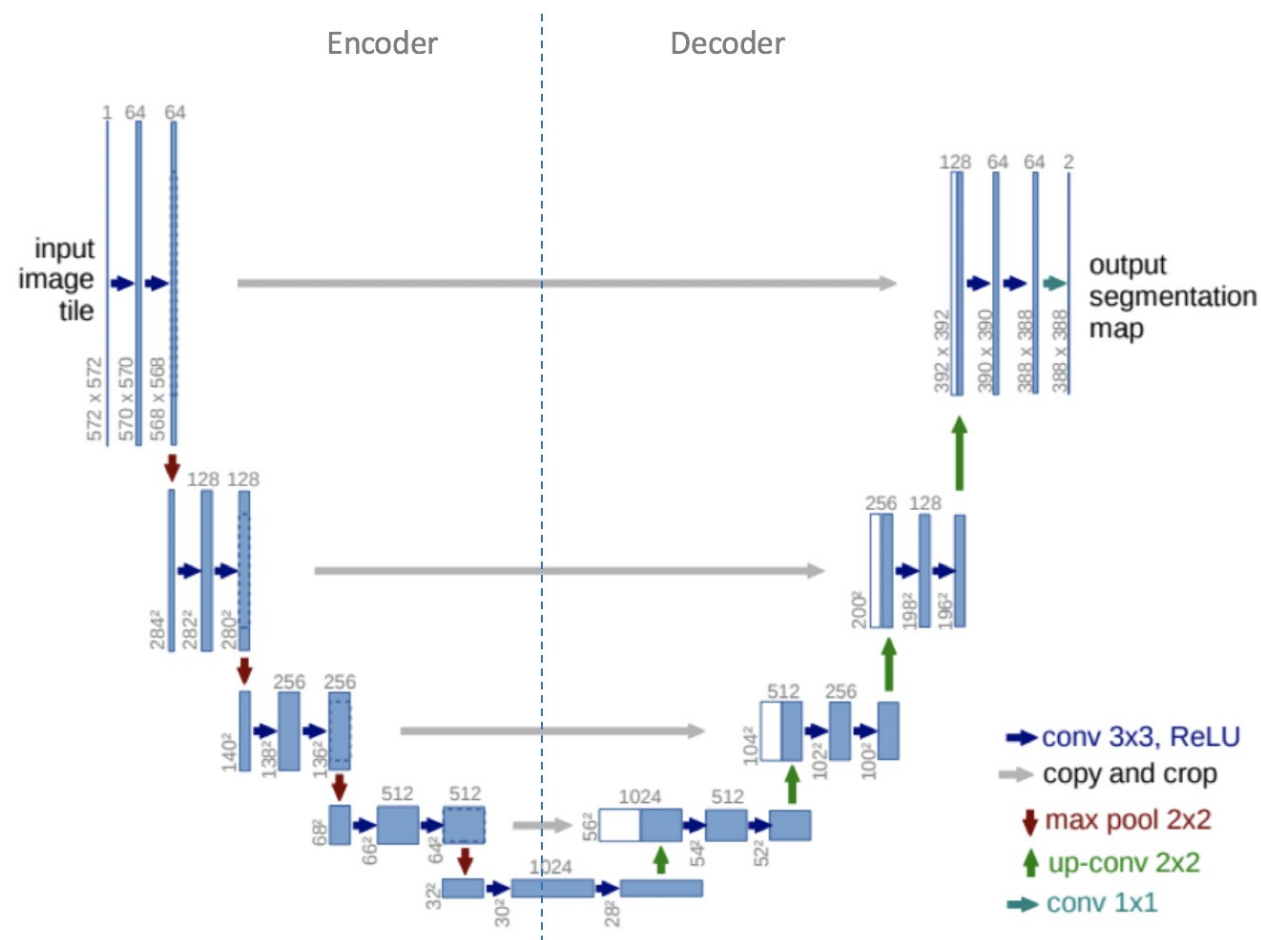 Encoder
Decoder
1 64 64
input
image
tile
572 x 572
570 x 570
568 x 568
128 64 64 2
output
segmentation
map
392 x 392
390 x 390
388 x 388
388 x 388
128 128
284²
282²
280²
256 128
200²
198²
196²
256 256
140²
138²
136²
512 256
104²
102²
100²
512 512
68²
66²
64²
1024 512
56²
54²
52²
1024
32²
30²
28²
conv 3x3, ReLU
copy and crop
max pool 2x2
up-conv 2x2
conv 1x1